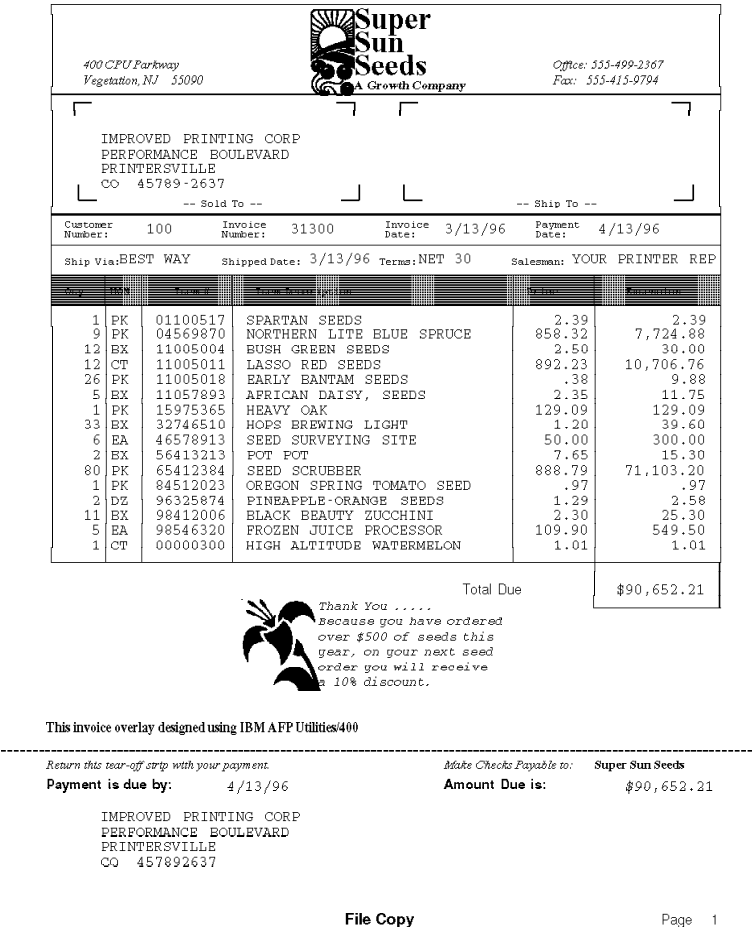 Super
Sun
Seeds
A Growth Company
400 CPU Parkway
Vegetation, NJ 55090
Office: 555-499-2367
Fax: 555-415-9794
IMPROVED PRINTING CORP
PERFORMANCE BOULEVARD
PRINTERSVILLE
CO 45789-2637
-- Sold To -- -- Ship To --
Customer Number: 100 Invoice Number: 31300 Invoice Date: 3/13/96 Payment Date: 4/13/96
Ship Via: BEST WAY Shipped Date: 3/13/96 Terms: NET 30 Salesman: YOUR PRINTER REP
1 PK 01100517 SPARTAN SEEDS 2.39 2.39
9 PK 04569870 NORTHERN LITE BLUE SPRUCE 858.32 7,724.88
12 BX 11005004 BUSH GREEN SEEDS 2.50 30.00
12 CT 11005011 LASSO RED SEEDS 892.23 10,706.76
26 PK 11005018 EARLY BANTAM SEEDS .38 9.88
5 BX 11057893 AFRICAN DAISY, SEEDS 2.35 11.75
1 PK 15975365 HEAVY OAK 129.09 129.09
33 BX 32746510 HOPS BREWING LIGHT 1.20 39.60
6 EA 46578913 SEED SURVEYING SITE 50.00 300.00
2 BX 56413213 POT POT 7.65 15.30
80 PK 65412384 SEED SCRUBBER 888.79 71,103.20
1 PK 84512023 OREGON SPRING TOMATO SEED .97 .97
2 DZ 96325874 PINEAPPLE-ORANGE SEEDS 1.29 2.58
11 BX 98412006 BLACK BEAUTY ZUCCHINI 2.30 25.30
5 EA 98546320 FROZEN JUICE PROCESSOR 109.90 549.50
1 CT 00000300 HIGH ALTITUDE WATERMELON 1.01 1.01
Total Due $90,652.21
Thank You .....
Because you have ordered
over $500 of seeds this
year, on your next seed
order you will receive
a 10% discount.
This invoice overlay designed using IBM AFP Utilities/400
Return this tear-off strip with your payment. Make Checks Payable to: Super Sun Seeds
Payment is due by: 4/13/96 Amount Due is: $90,652.21
IMPROVED PRINTING CORP
PERFORMANCE BOULEVARD
PRINTERSVILLE
CO 457892637
File Copy Page 1